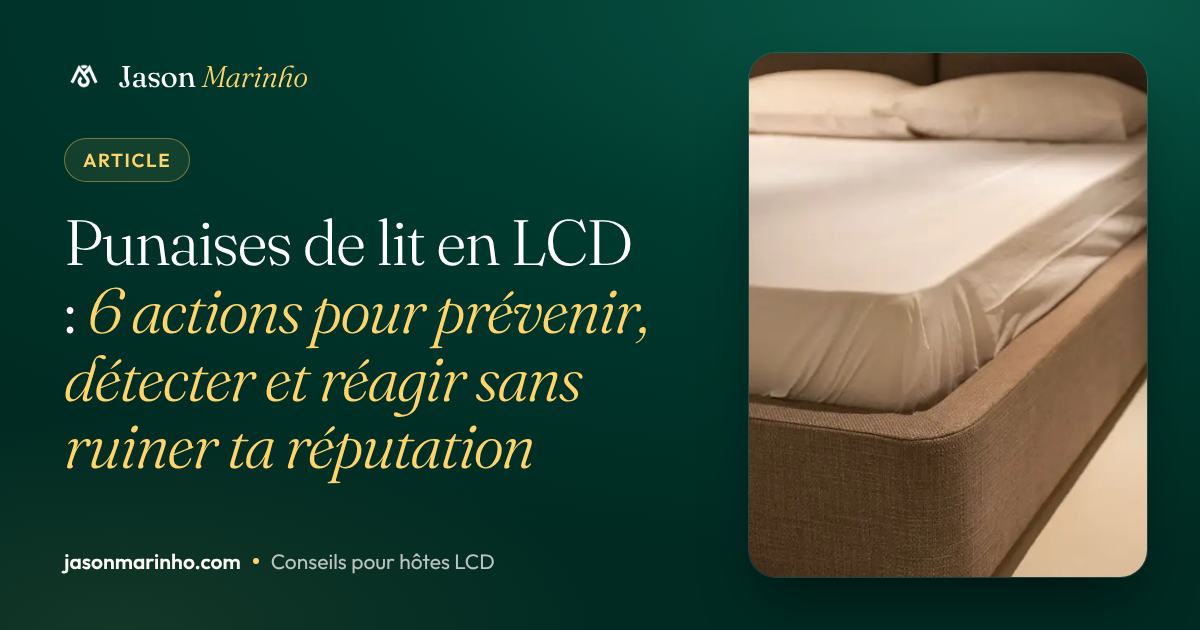 Jason Marinho
ARTICLE
Punaises de lit en LCD
: 6 actions pour prévenir,
détecter et réagir sans
ruiner ta réputation
jasonmarinho.com • Conseils pour hôtes LCD